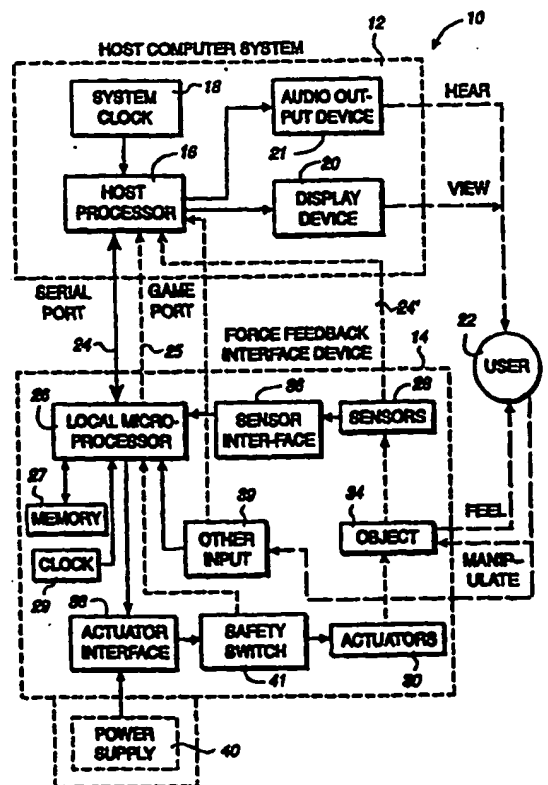 10
HOST COMPUTER SYSTEM
12
SYSTEM
CLOCK
18
AUDIO OUT-
PUT DEVICE
21
HEAR
16
HOST
PROCESSOR
20
DISPLAY
DEVICE
VIEW
SERIAL
PORT
GAME
PORT
24
25
24'
FORCE FEEDBACK
INTERFACE DEVICE
14
22
USER
26
LOCAL MICRO-
PROCESSOR
36
SENSOR
INTER-FACE
28
SENSORS
27
MEMORY
39
OTHER
INPUT
34
OBJECT
FEEL
MANIP-
ULATE
CLOCK
29
38
ACTUATOR
INTERFACE
SAFETY
SWITCH
41
ACTUATORS
30
POWER
SUPPLY
40